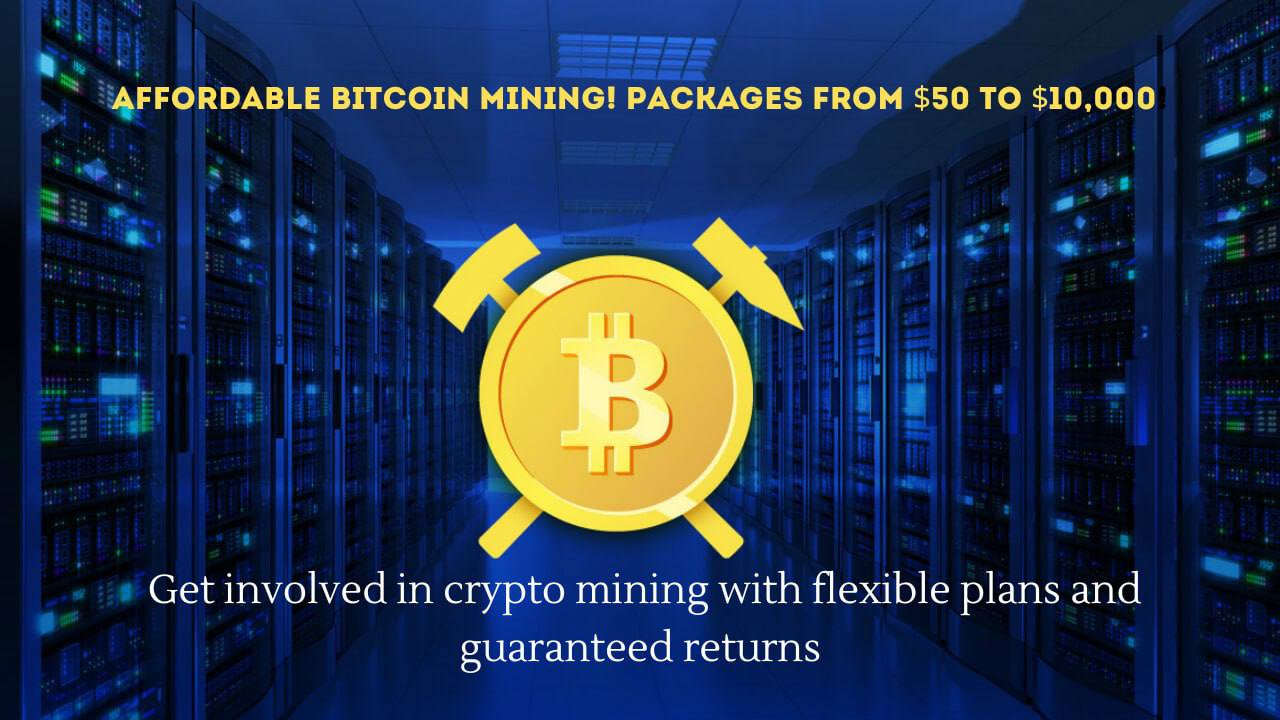 AFFORDABLE BITCOIN MINING! PACKAGES FROM $50 TO $10,000!
Get involved in crypto mining with flexible plans and
guaranteed returns